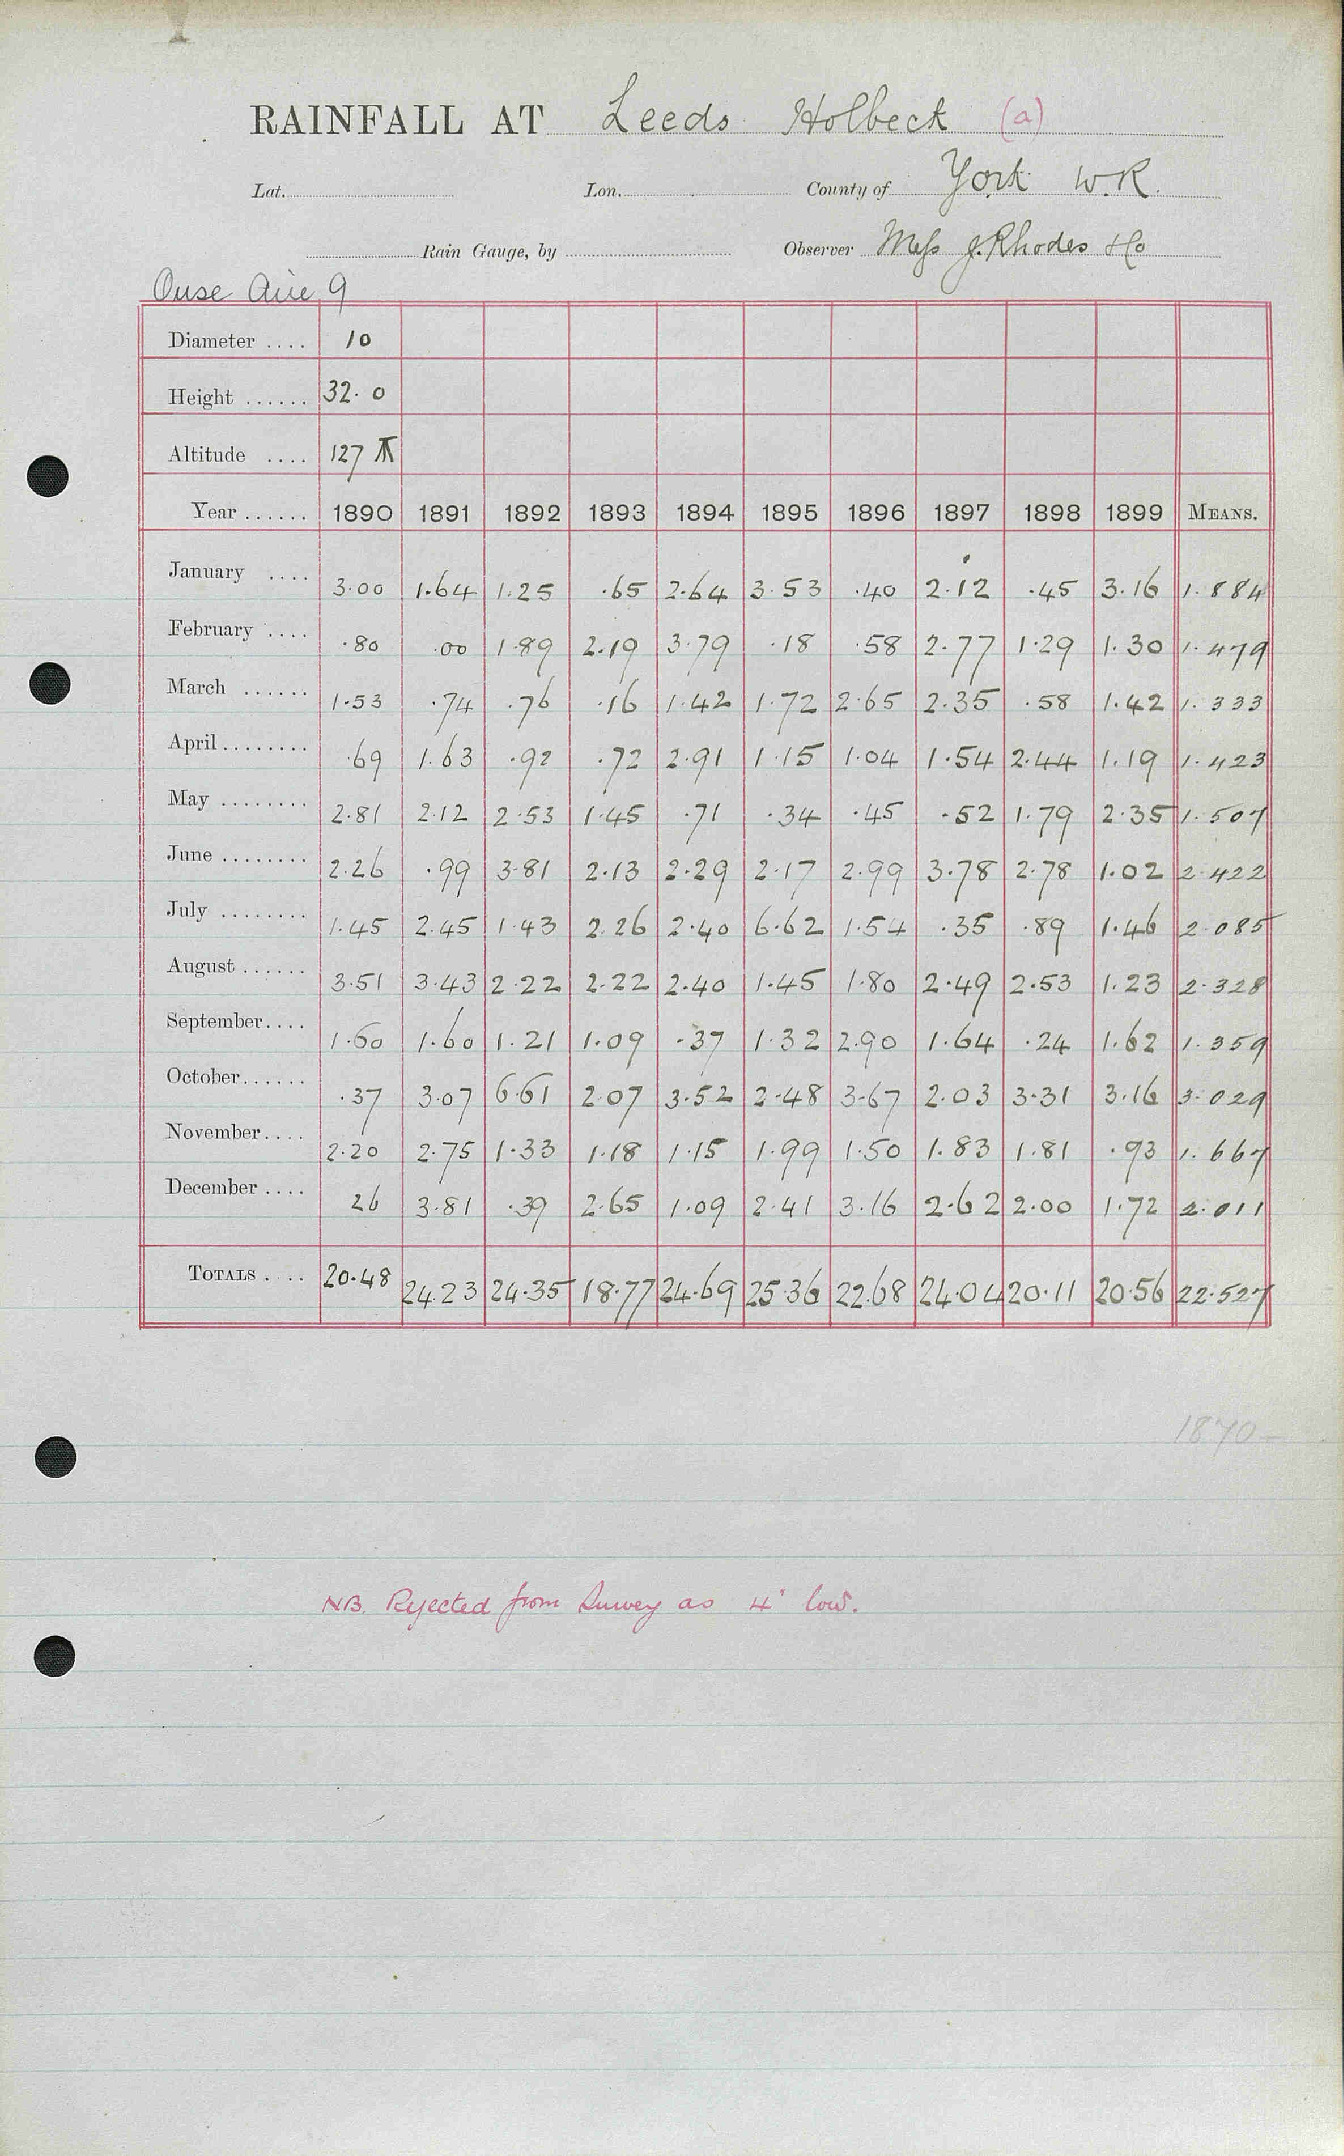 RAINFALL AT Leeds Holbeck (a)
Lat. Lon. County of York W.R.
Rain Gauge, by Observer Mess J. Rhodes & Co
Ouse Aire 9
Diameter .... 10
Height ...... 32.0
Altitude .... 127
Year ...... 1890 1891 1892 1893 1894 1895 1896 1897 1898 1899 MEANS.
January .... 3.00 1.64 1.25 .65 2.64 3.53 .40 2.12 .45 3.16 1.884
February .... .80 .00 1.89 2.19 3.79 .18 .58 2.77 1.29 1.30 1.479
March ...... 1.53 .74 .76 .16 1.42 1.72 2.65 2.35 .58 1.42 1.333
April ........ .69 1.63 .92 .72 2.91 1.15 1.04 1.54 2.44 1.19 1.423
May ........ 2.81 2.12 2.53 1.45 .71 .34 .45 .52 1.79 2.35 1.507
June ........ 2.26 .99 3.81 2.13 2.29 2.17 2.99 3.78 2.78 1.02 2.422
July ........ 1.45 2.45 1.43 2.26 2.40 6.62 1.54 .35 .89 1.46 2.085
August ...... 3.51 3.43 2.22 2.22 2.40 1.45 1.80 2.49 2.53 1.23 2.328
September .... 1.60 1.60 1.21 1.09 .37 1.32 2.90 1.64 .24 1.62 1.359
October ...... .37 3.07 6.61 2.07 3.52 2.48 3.67 2.03 3.31 3.16 3.029
November .... 2.20 2.75 1.33 1.18 1.15 1.99 1.50 1.83 1.81 .93 1.667
December .... 26 3.81 .39 2.65 1.09 2.41 3.16 2.62 2.00 1.72 2.011
TOTALS .... 20.48 24.23 24.35 18.77 24.69 25.36 22.68 24.04 20.11 20.56 22.527
1870-
NB. Rejected from Survey as 4" low.